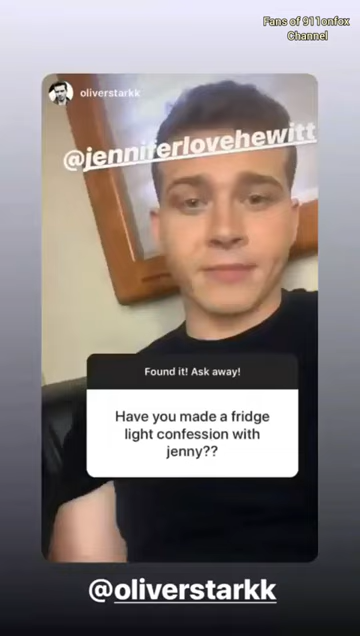 Fans of 911onfox
Channel
oliverstarkk
@jenniferlovehewitt
Found it! Ask away!
Have you made a fridge
light confession with
jenny??
@oliverstarkk